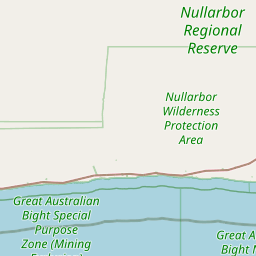 Nullarbor
Regional
Reserve
Nullarbor
Wilderness
Protection
Area
Great Australian
Bight Special
Purpose
Zone (Mining
Great A
Bight M